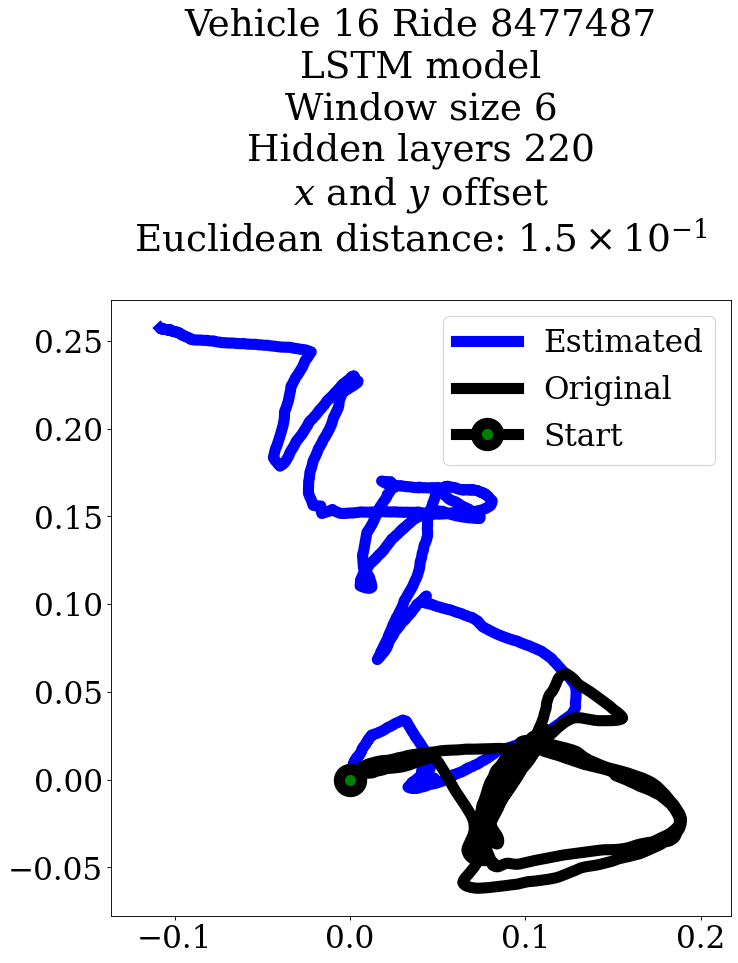 Vehicle 16 Ride 8477487
LSTM model
Window size 6
Hidden layers 220
x and y offset
Euclidean distance: 1.5 × 10⁻¹
Estimated
Original
Start
0.25
0.20
0.15
0.10
0.05
0.00
−0.05
−0.1 0.0 0.1 0.2